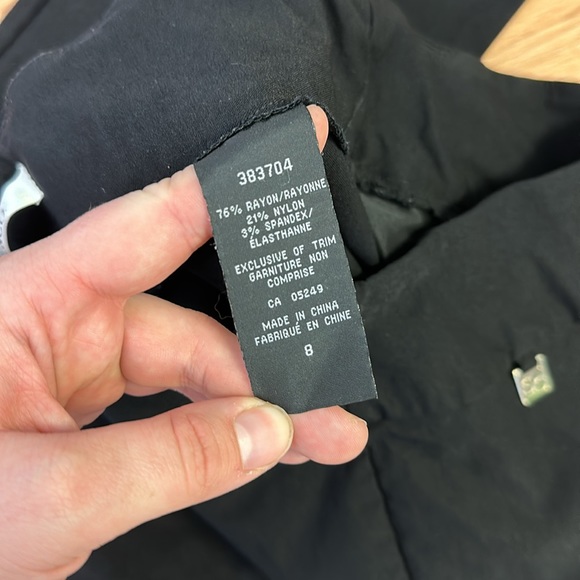 383704
76% RAYON/RAYONNE
21% NYLON
3% SPANDEX/
ÉLASTHANNE
EXCLUSIVE OF TRIM
GARNITURE NON
COMPRISE
CA 05249
MADE IN CHINA
FABRIQUÉ EN CHINE
8